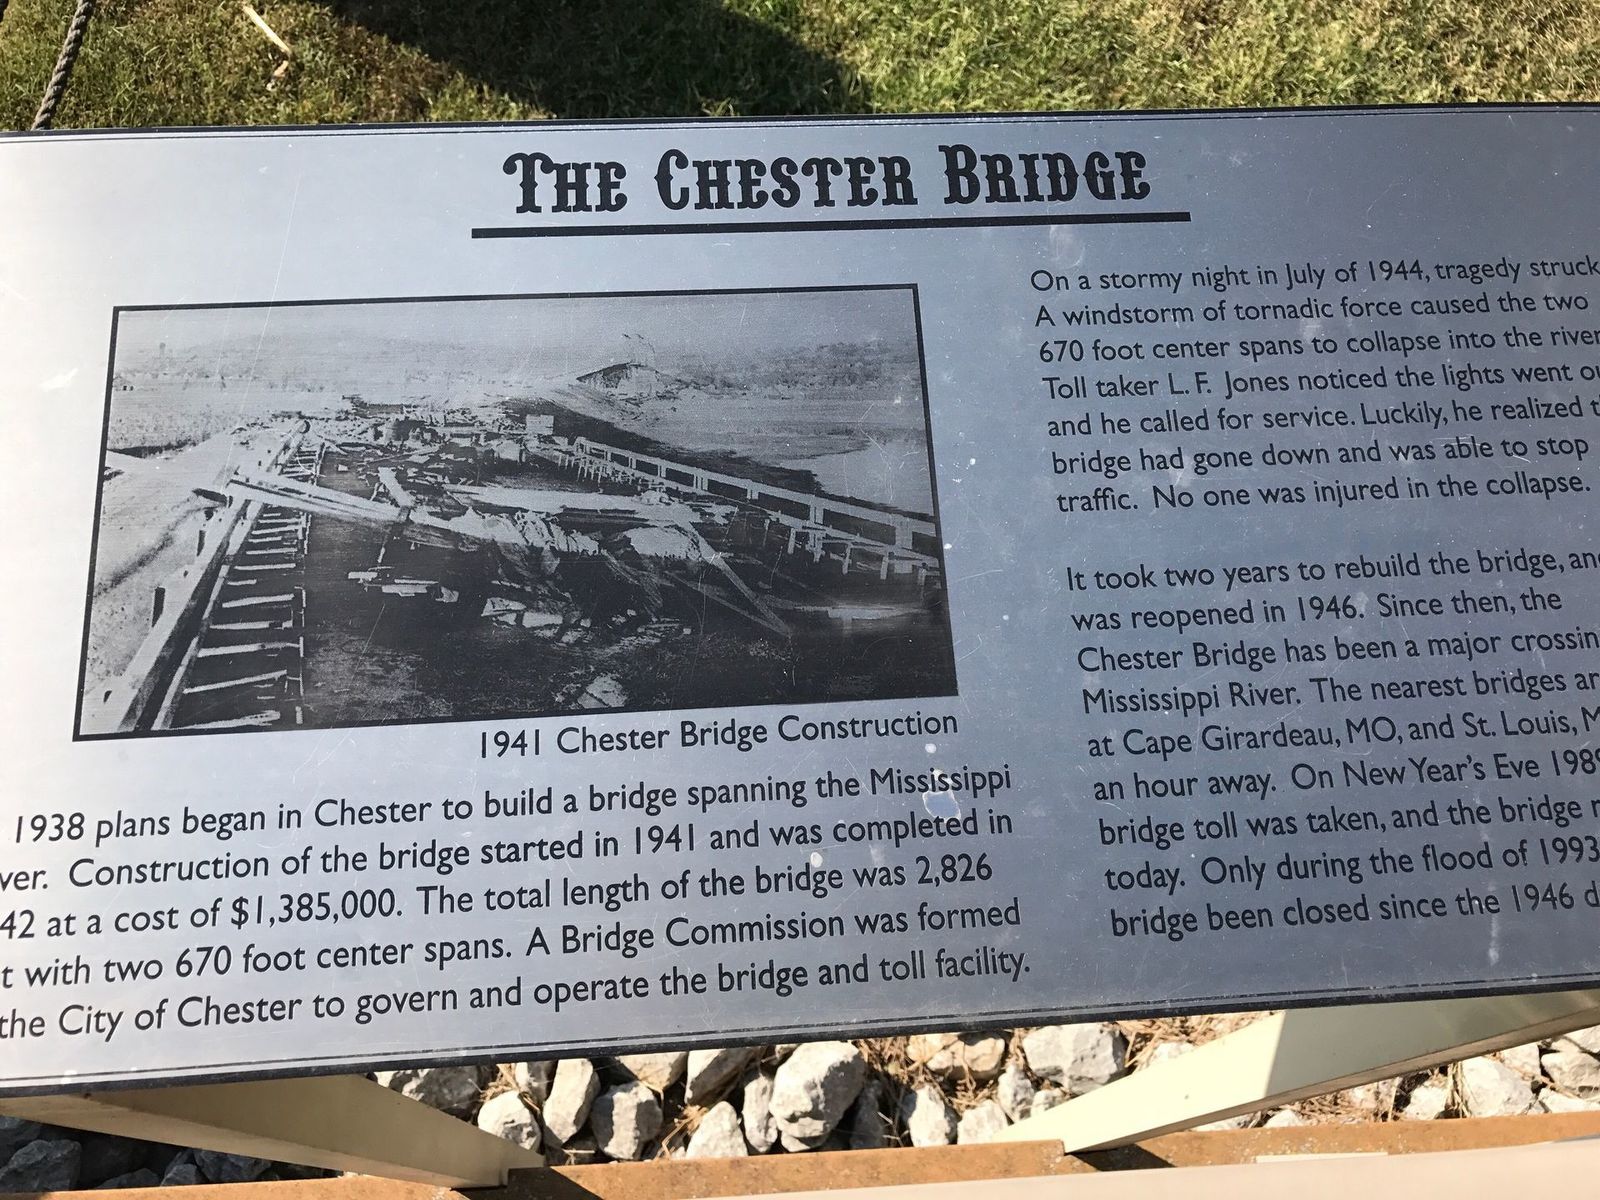 THE CHESTER BRIDGE
1941 Chester Bridge Construction
1938 plans began in Chester to build a bridge spanning the Mississippi
ver. Construction of the bridge started in 1941 and was completed in
42 at a cost of $1,385,000. The total length of the bridge was 2,826
t with two 670 foot center spans. A Bridge Commission was formed
the City of Chester to govern and operate the bridge and toll facility.
On a stormy night in July of 1944, tragedy struck
A windstorm of tornadic force caused the two
670 foot center spans to collapse into the river
Toll taker L. F. Jones noticed the lights went ou
and he called for service. Luckily, he realized t
bridge had gone down and was able to stop
traffic. No one was injured in the collapse.
It took two years to rebuild the bridge, an
was reopened in 1946. Since then, the
Chester Bridge has been a major crossin
Mississippi River. The nearest bridges ar
at Cape Girardeau, MO, and St. Louis, M
an hour away. On New Year's Eve 1989
bridge toll was taken, and the bridge r
today. Only during the flood of 1993
bridge been closed since the 1946 d